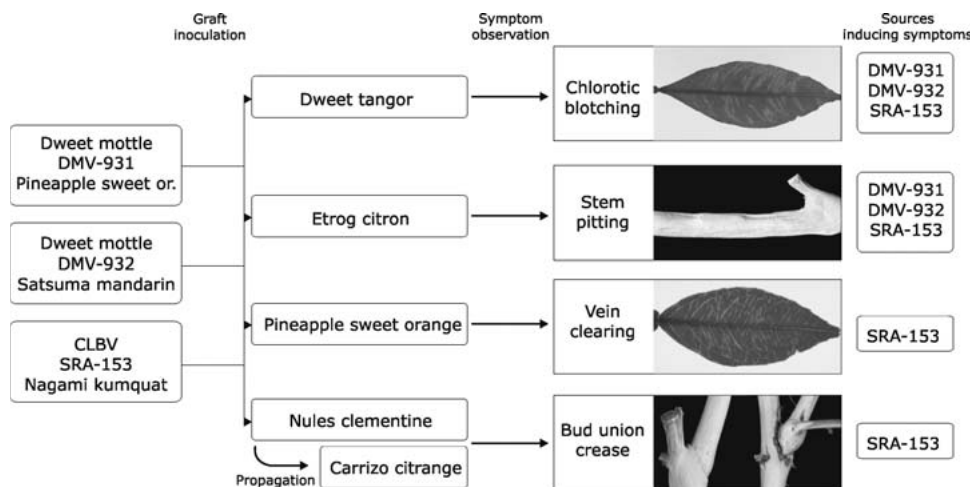 Graft
inoculation
Symptom
observation
Sources
inducing symptoms
Dweet mottle
DMV-931
Pineapple sweet or.
Dweet mottle
DMV-932
Satsuma mandarin
CLBV
SRA-153
Nagami kumquat
Dweet tangor
Chlorotic
blotching
DMV-931
DMV-932
SRA-153
Etrog citron
Stem
pitting
DMV-931
DMV-932
SRA-153
Pineapple sweet orange
Vein
clearing
SRA-153
Nules clementine
Propagation
Carrizo citrange
Bud union
crease
SRA-153